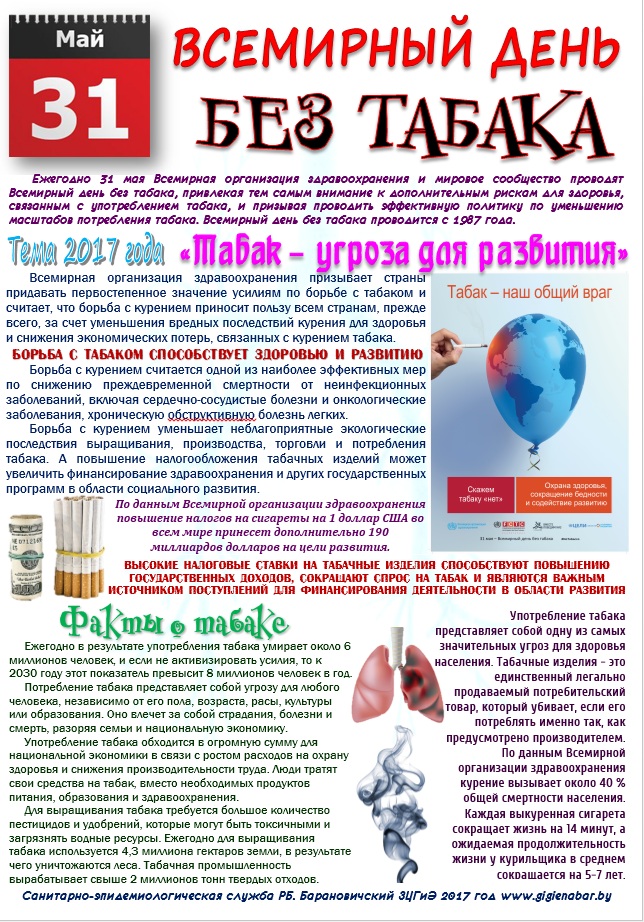 Май
31
ВСЕМИРНЫЙ ДЕНЬ
БЕЗ ТАБАКА
Ежегодно 31 мая Всемирная организация здравоохранения и мировое сообщество проводят
Всемирный день без табака, привлекая тем самым внимание к дополнительным рискам для здоровья,
связанным с употреблением табака, и призывая проводить эффективную политику по уменьшению
масштабов потребления табака. Всемирный день без табака проводится с 1987 года.
Тема 2017 года «Табак – угроза для развития»
Всемирная организация здравоохранения призывает страны
придавать первостепенное значение усилиям по борьбе с табаком и
считает, что борьба с курением приносит пользу всем странам, прежде
всего, за счет уменьшения вредных последствий курения для здоровья
и снижения экономических потерь, связанных с курением табака.
БОРЬБА С ТАБАКОМ СПОСОБСТВУЕТ ЗДОРОВЬЮ И РАЗВИТИЮ
Борьба с курением считается одной из наиболее эффективных мер
по снижению преждевременной смертности от неинфекционных
заболеваний, включая сердечно-сосудистые болезни и онкологические
заболевания, хроническую обструктивную болезнь легких.
Борьба с курением уменьшает неблагоприятные экологические
последствия выращивания, производства, торговли и потребления
табака. А повышение налогообложения табачных изделий может
увеличить финансирование здравоохранения и других государственных
программ в области социального развития.
Табак – наш общий враг
Скажем
табаку «нет»
Охрана здоровья,
сокращение бедности
и содействие развитию
31 мая – Всемирный день без табака
По данным Всемирной организации здравоохранения
повышение налогов на сигареты на 1 доллар США во
всем мире принесет дополнительно 190
миллиардов долларов на цели развития.
ВЫСОКИЕ НАЛОГОВЫЕ СТАВКИ НА ТАБАЧНЫЕ ИЗДЕЛИЯ СПОСОБСТВУЮТ ПОВЫШЕНИЮ
ГОСУДАРСТВЕННЫХ ДОХОДОВ, СОКРАЩАЮТ СПРОС НА ТАБАК И ЯВЛЯЮТСЯ ВАЖНЫМ
ИСТОЧНИКОМ ПОСТУПЛЕНИЙ ДЛЯ ФИНАНСИРОВАНИЯ ДЕЯТЕЛЬНОСТИ В ОБЛАСТИ РАЗВИТИЯ
Факты о табаке
Ежегодно в результате употребления табака умирает около 6
миллионов человек, и если не активизировать усилия, то к
2030 году этот показатель превысит 8 миллионов человек в год.
Потребление табака представляет собой угрозу для любого
человека, независимо от его пола, возраста, расы, культуры
или образования. Оно влечет за собой страдания, болезни и
смерть, разоряя семьи и национальную экономику.
Употребление табака обходится в огромную сумму для
национальной экономики в связи с ростом расходов на охрану
здоровья и снижения производительности труда. Люди тратят
свои средства на табак, вместо необходимых продуктов
питания, образования и здравоохранения.
Для выращивания табака требуется большое количество
пестицидов и удобрений, которые могут быть токсичными и
загрязнять водные ресурсы. Ежегодно для выращивания
табака используется 4,3 миллиона гектаров земли, в результате
чего уничтожаются леса. Табачная промышленность
вырабатывает свыше 2 миллионов тонн твердых отходов.
Употребление табака
представляет собой одну из самых
значительных угроз для здоровья
населения. Табачные изделия – это
единственный легально
продаваемый потребительский
товар, который убивает, если его
потреблять именно так, как
предусмотрено производителем.
По данным Всемирной
организации здравоохранения
курение вызывает около 40 %
общей смертности населения.
Каждая выкуренная сигарета
сокращает жизнь на 14 минут, а
ожидаемая продолжительность
жизни у курильщика в среднем
сокращается на 5-7 лет.
Санитарно-эпидемиологическая служба РБ. Барановичский ЗЦГиЭ 2017 год www.gigienabar.by